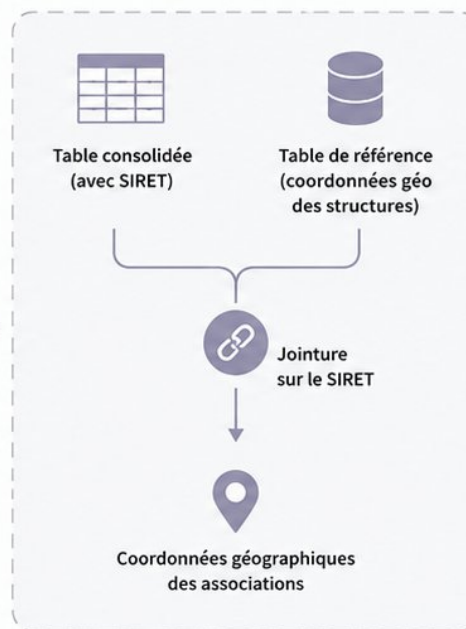 Table consolidée
(avec SIRET)
Table de référence
(coordonnées géo
des structures)
Jointure
sur le SIRET
Coordonnées géographiques
des associations